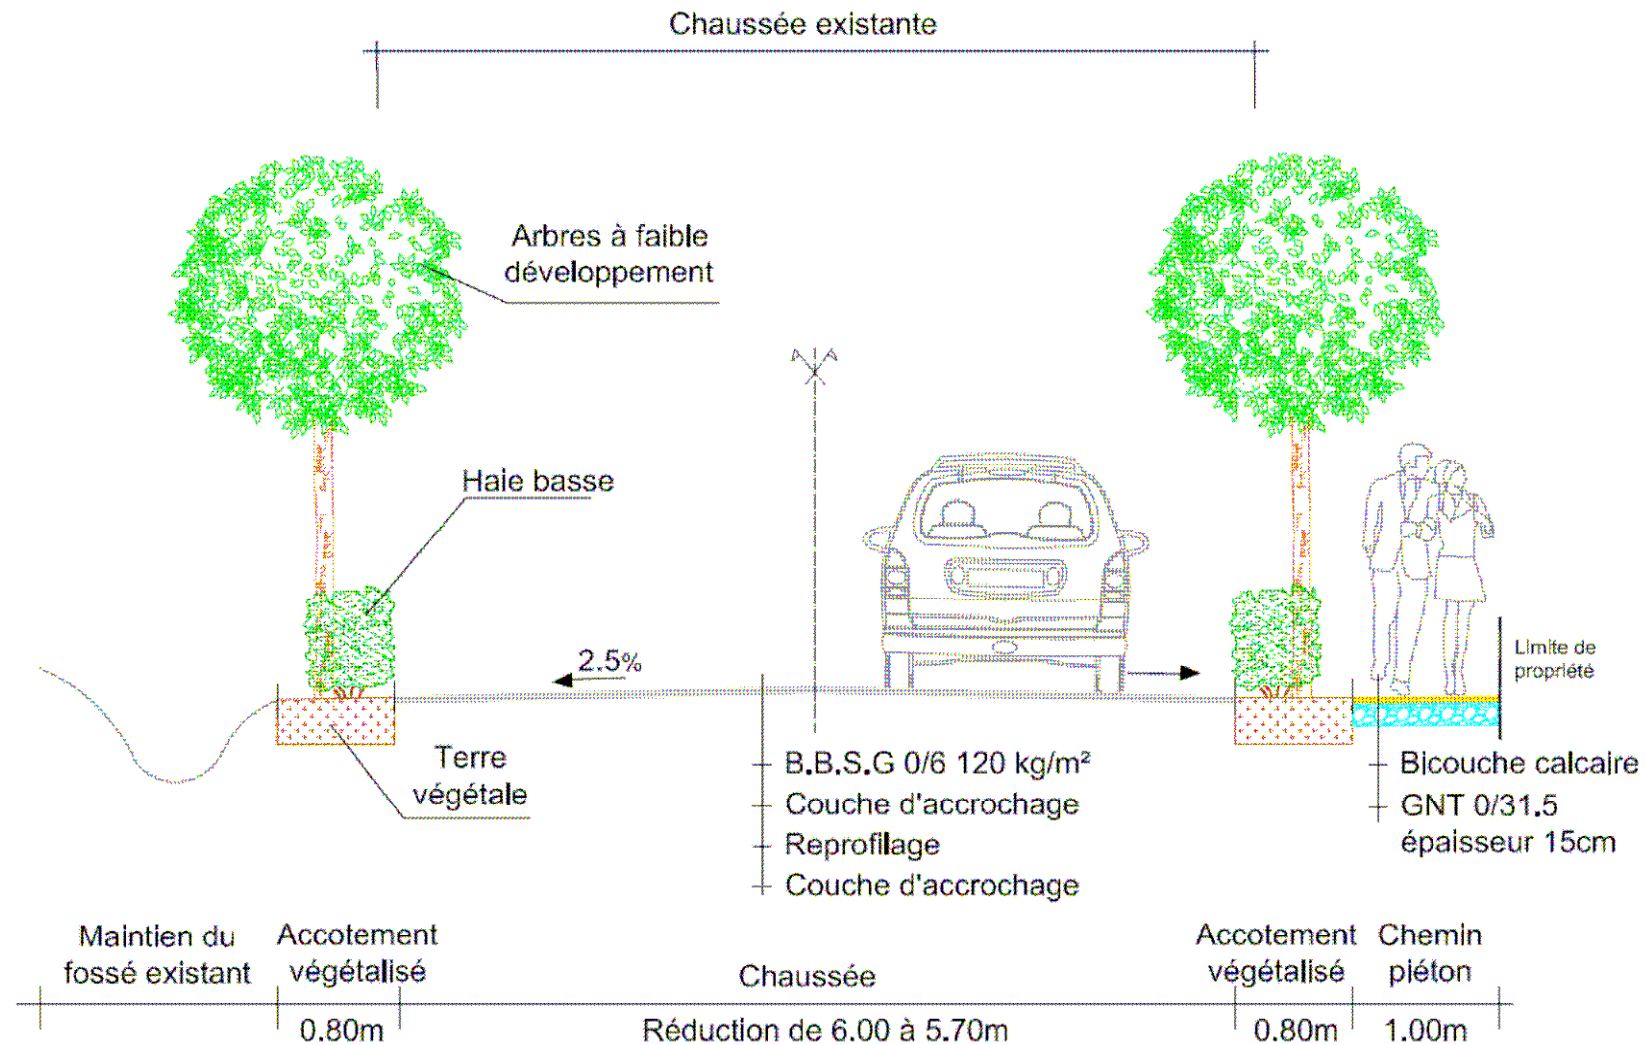 Chaussée existante
Arbres à faible
développement
Haie basse
2.5%
Limite de
propriété
Terre
végétale
B.B.S.G 0/6 120 kg/m²
Couche d'accrochage
Reprofilage
Couche d'accrochage
Bicouche calcaire
GNT 0/31.5
épaisseur 15cm
Maintien du
fossé existant
Accotement
végétalisé
Chaussée
Accotement
végétalisé
Chemin
piéton
0.80m
Réduction de 6.00 à 5.70m
0.80m
1.00m